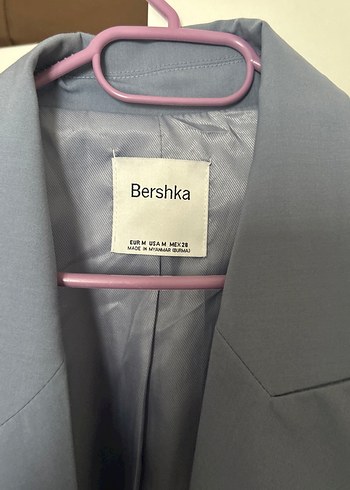 Bershka
EUR M USA M MEX 28
MADE IN MYANMAR (BURMA)